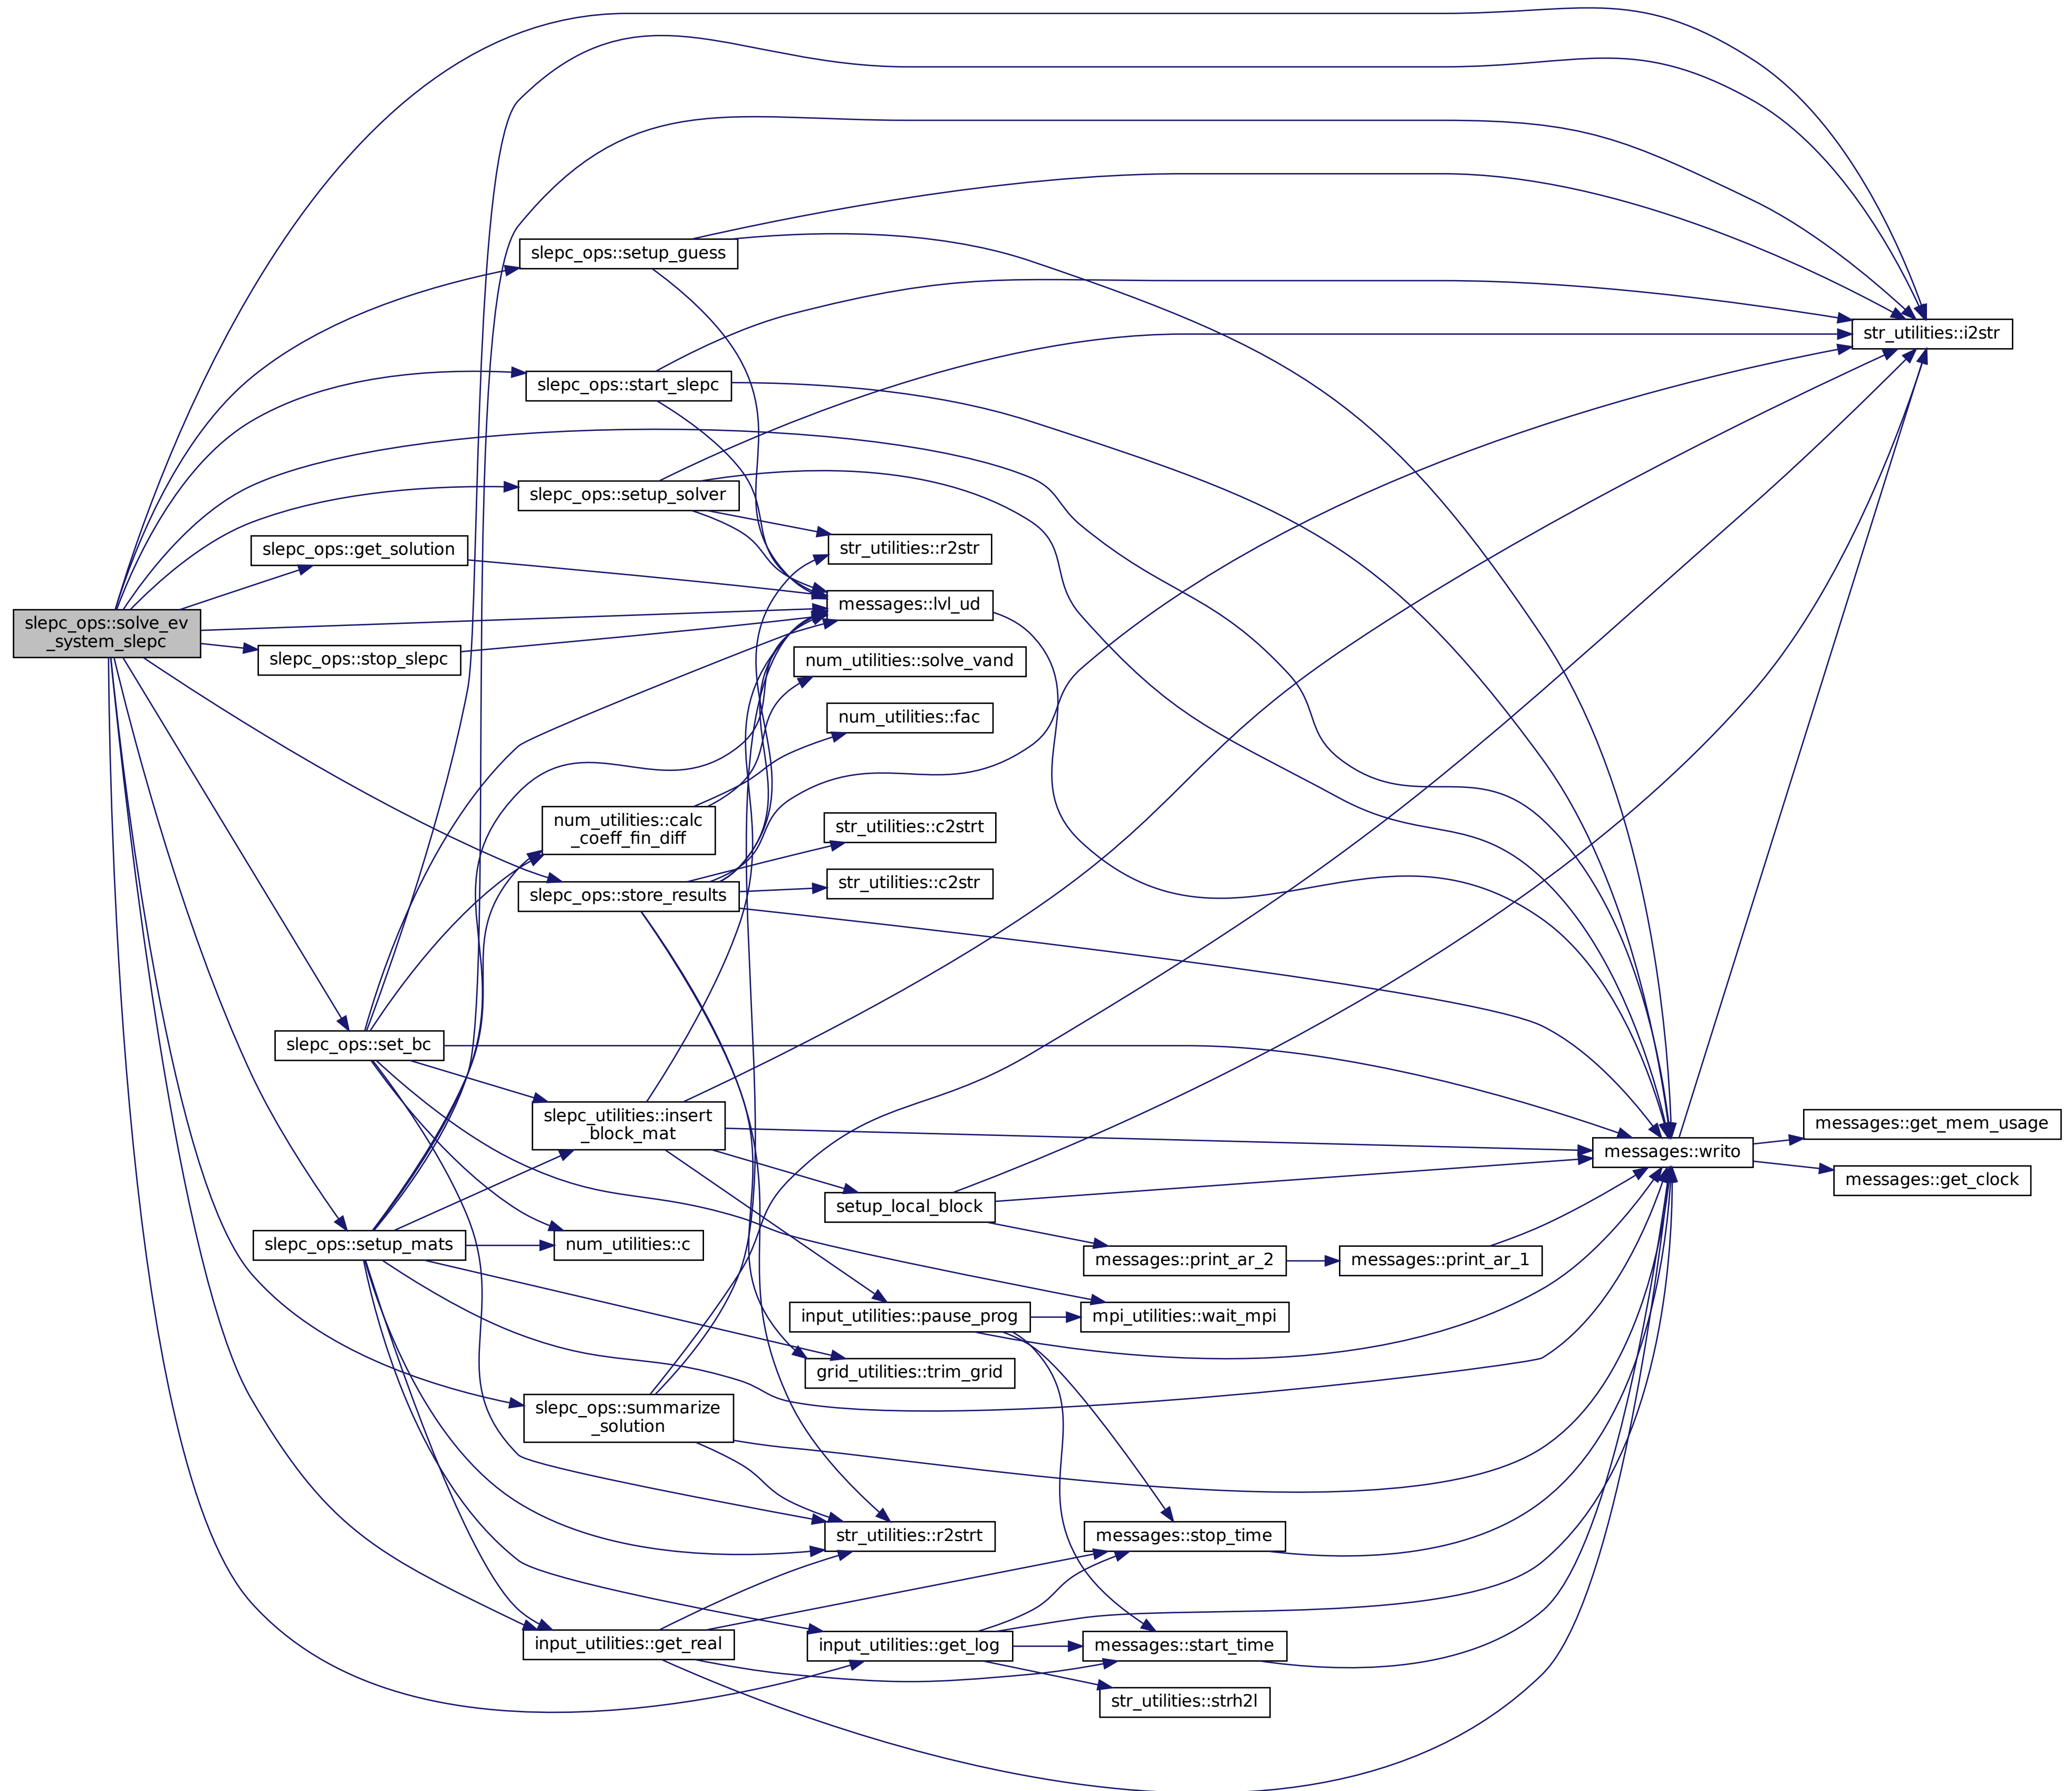 slepc_ops::setup_guess
str_utilities::i2str
slepc_ops::start_slepc
slepc_ops::setup_solver
slepc_ops::get_solution
str_utilities::r2str
messages::lvl_ud
slepc_ops::solve_ev
_system_slepc
slepc_ops::stop_slepc
num_utilities::solve_vand
num_utilities::fac
num_utilities::calc
_coeff_fin_diff
str_utilities::c2strt
slepc_ops::store_results
str_utilities::c2str
slepc_ops::set_bc
slepc_utilities::insert
_block_mat
messages::get_mem_usage
messages::writo
messages::get_clock
setup_local_block
slepc_ops::setup_mats
num_utilities::c
messages::print_ar_2
messages::print_ar_1
input_utilities::pause_prog
mpi_utilities::wait_mpi
grid_utilities::trim_grid
slepc_ops::summarize
_solution
str_utilities::r2strt
messages::stop_time
input_utilities::get_real
input_utilities::get_log
messages::start_time
str_utilities::strh2l